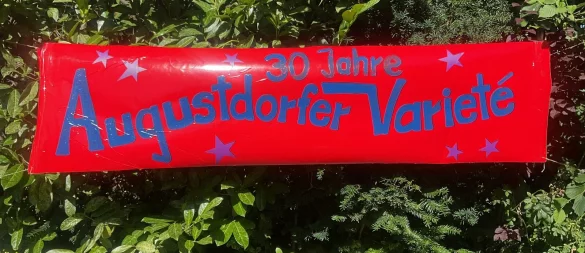 30 Jahre
Augustdorfer Varieté